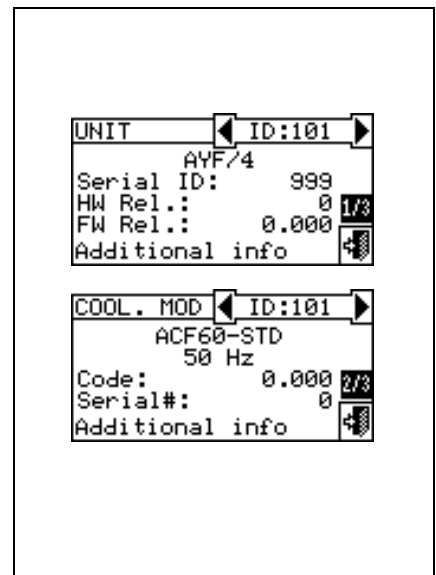 UNIT ID:101
AYF/4
Serial ID: 999
HW Rel.: 0 1/3
FW Rel.: 0.000
Additional info
COOL. MOD ID:101
ACF60-STD
50 Hz
Code: 0.000 2/3
Serial#: 0
Additional info